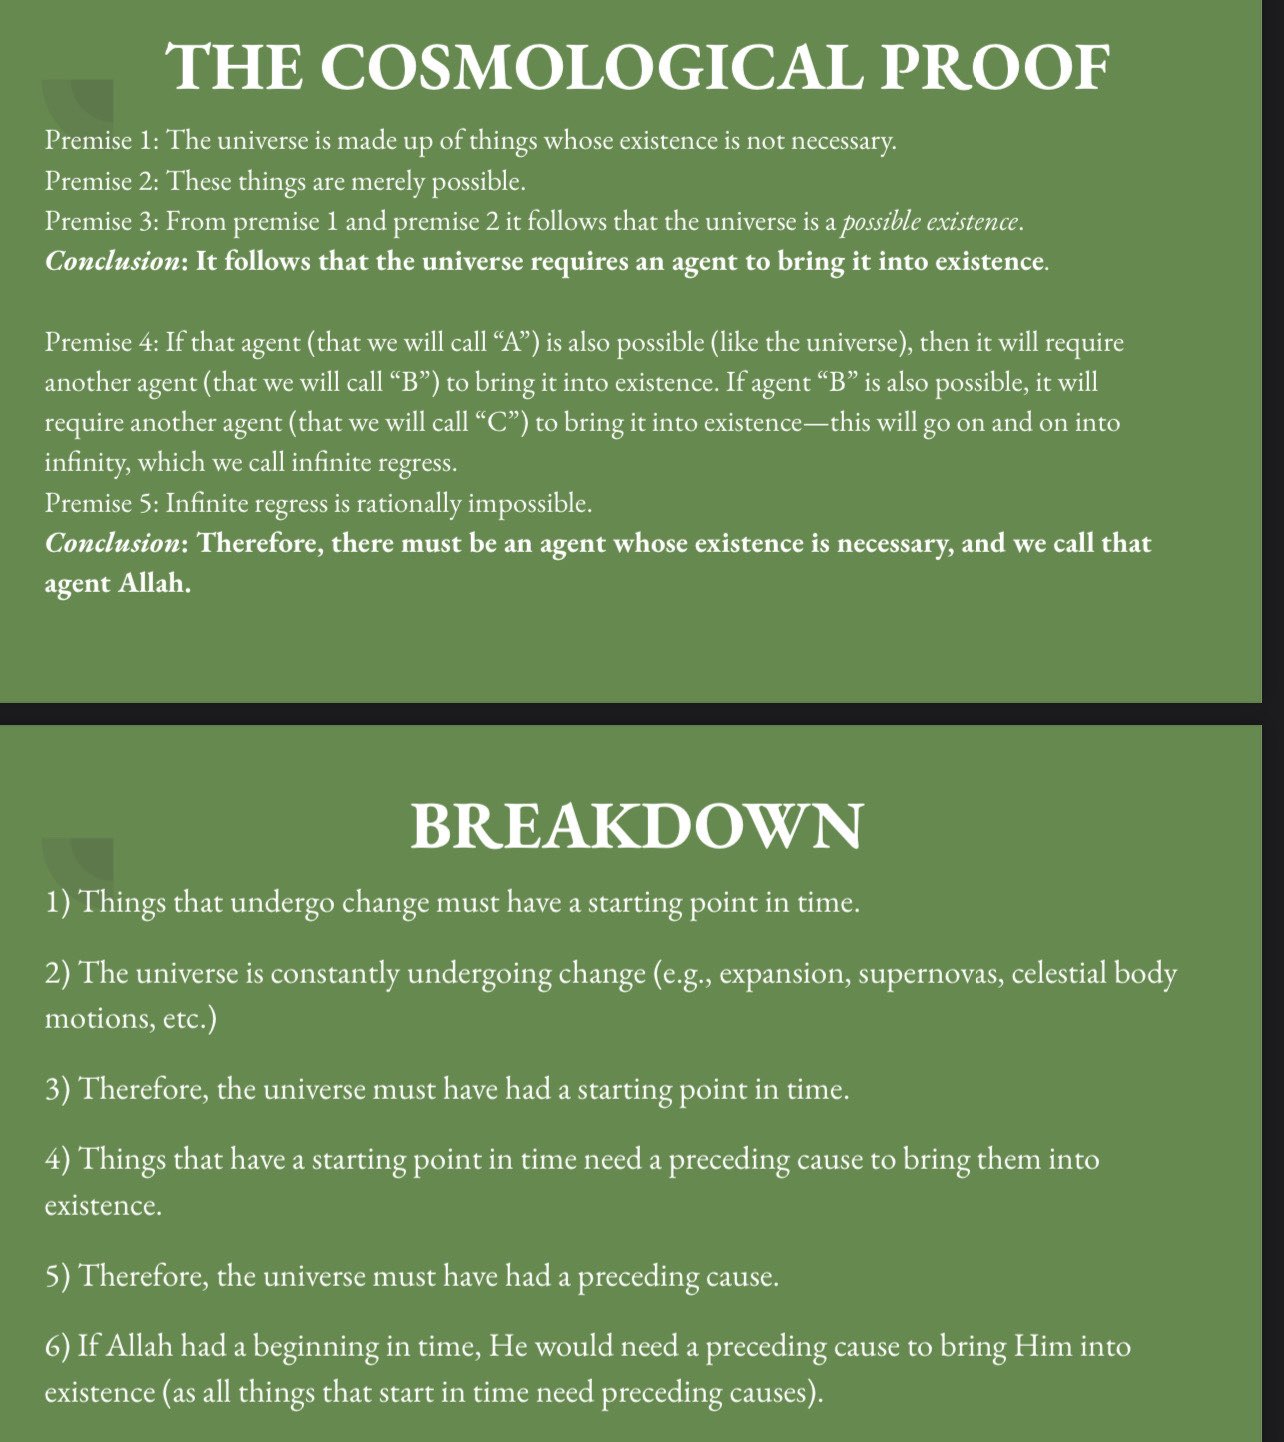 THE COSMOLOGICAL PROOF
Premise 1: The universe is made up of things whose existence is not necessary.
Premise 2: These things are merely possible.
Premise 3: From premise 1 and premise 2 it follows that the universe is a possible existence.
Conclusion: It follows that the universe requires an agent to bring it into existence.
Premise 4: If that agent (that we will call “A”) is also possible (like the universe), then it will require
another agent (that we will call “B”) to bring it into existence. If agent “B” is also possible, it will
require another agent (that we will call “C”) to bring it into existence—this will go on and on into
infinity, which we call infinite regress.
Premise 5: Infinite regress is rationally impossible.
Conclusion: Therefore, there must be an agent whose existence is necessary, and we call that
agent Allah.
BREAKDOWN
1) Things that undergo change must have a starting point in time.
2) The universe is constantly undergoing change (e.g., expansion, supernovas, celestial body
motions, etc.)
3) Therefore, the universe must have had a starting point in time.
4) Things that have a starting point in time need a preceding cause to bring them into
existence.
5) Therefore, the universe must have had a preceding cause.
6) If Allah had a beginning in time, He would need a preceding cause to bring Him into
existence (as all things that start in time need preceding causes).